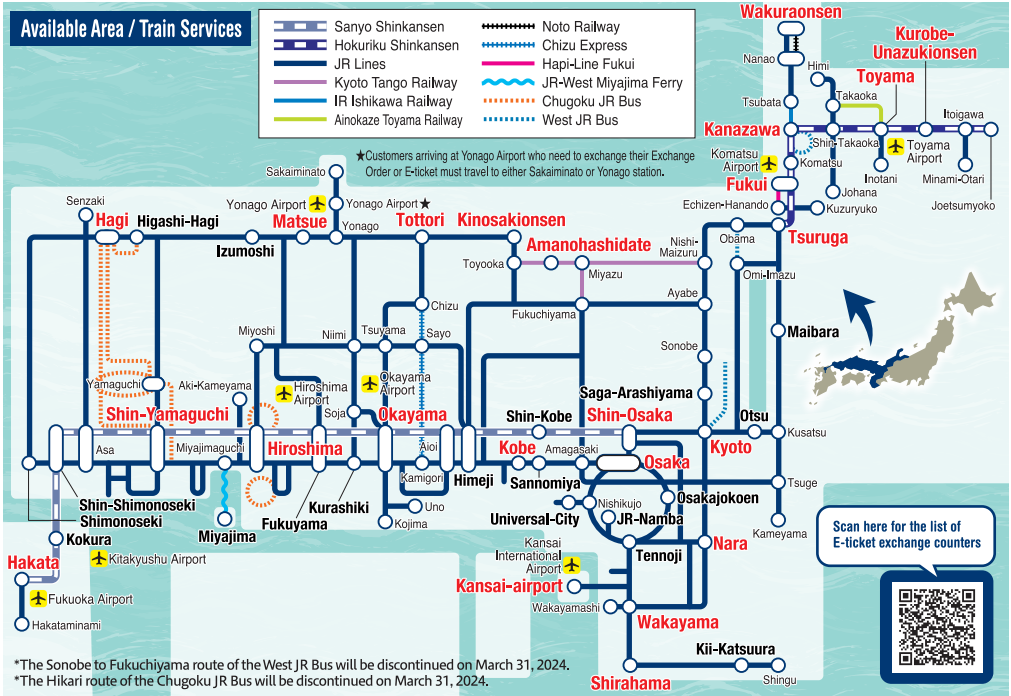 Available Area / Train Services
Sanyo Shinkansen
Hokuriku Shinkansen
JR Lines
Kyoto Tango Railway
IR Ishikawa Railway
Ainokaze Toyama Railway
Noto Railway
Chizu Express
Hapi-Line Fukui
JR-West Miyajima Ferry
Chugoku JR Bus
West JR Bus
★Customers arriving at Yonago Airport who need to exchange their Exchange
Order or E-ticket must travel to either Sakaiminato or Yonago station.
Wakuraonsen
Nanao
Himi
Kurobe-
Unazukionsen
Toyama
Takaoka
Tsubata
Itoigawa
Kanazawa
Shin-Takaoka
Toyama
Airport
Komatsu
Airport
Komatsu
Inotani
Minami-Otari
Fukui
Johana
Joetsumyoko
Echizen-Hanando
Kuzuryuko
Tsuruga
Sakaiminato
Yonago Airport
Yonago Airport★
Senzaki
Hagi
Higashi-Hagi
Izumoshi
Matsue
Yonago
Tottori
Kinosakionsen
Amanohashidate
Nishi-
Maizuru
Obama
Toyooka
Miyazu
Omi-Imazu
Chizu
Fukuchiyama
Ayabe
Miyoshi
Niimi
Tsuyama
Sayo
Sonobe
Maibara
Yamaguchi
Aki-Kameyama
Hiroshima
Airport
Okayama
Airport
Saga-Arashiyama
Soja
Shin-Yamaguchi
Okayama
Shin-Kobe
Shin-Osaka
Otsu
Asa
Miyajimaguchi
Hiroshima
Aioi
Kobe
Amagasaki
Osaka
Kyoto
Kusatsu
Kamigori
Himeji
Sannomiya
Tsuge
Shin-Shimonoseki
Shimonoseki
Kurashiki
Fukuyama
Uno
Kojima
Miyajima
Universal-City
Nishikujo
Osakajokoen
JR-Namba
Kameyama
Kokura
Hakata
Kitakyushu Airport
Tennoji
Nara
Kansai
International
Airport
Kansai-airport
Fukuoka Airport
Hakataminami
Wakayamashi
Wakayama
Shirahama
Kii-Katsuura
Shingu
Scan here for the list of
E-ticket exchange counters
*The Sonobe to Fukuchiyama route of the West JR Bus will be discontinued on March 31, 2024.
*The Hikari route of the Chugoku JR Bus will be discontinued on March 31, 2024.